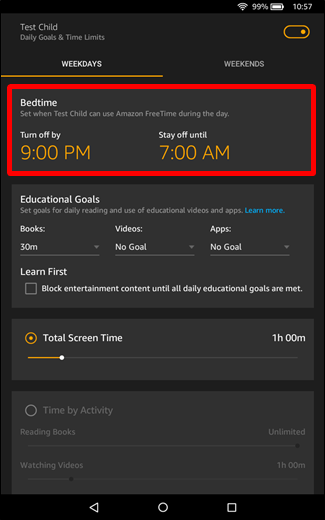 99% 10:57
Test Child
Daily Goals & Time Limits
WEEKDAYS WEEKENDS
Bedtime
Set when Test Child can use Amazon FreeTime during the day.
Turn off by Stay off until
9:00 PM 7:00 AM
Educational Goals
Set goals for daily reading and use of educational videos and apps. Learn more.
Books: Videos: Apps:
30m No Goal No Goal
Learn First
Block entertainment content until all daily educational goals are met.
Total Screen Time 1h 00m
Time by Activity
Reading Books Unlimited
Watching Videos 1h 00m